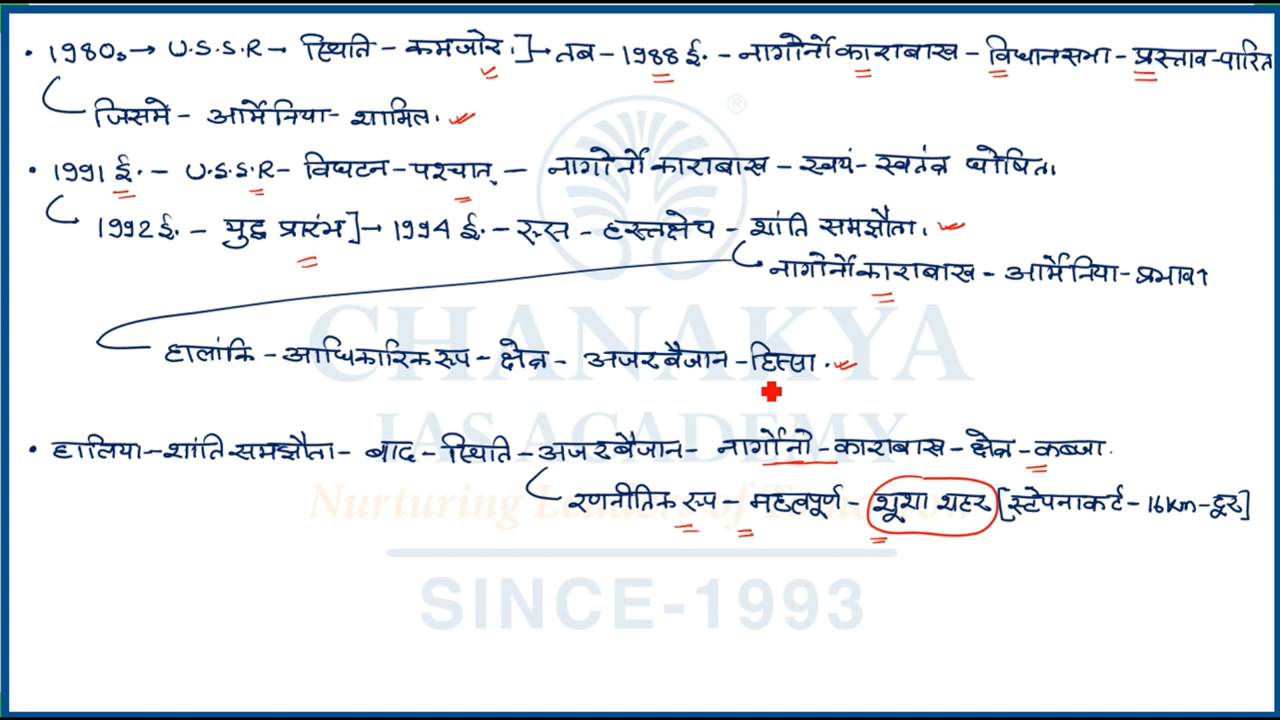 • 1980s → U.S.S.R → स्थिति - कमजोर.] → तब - 1988 ई. - नागोर्नो काराबाख - विधानसभा - प्रस्ताव - पारित
जिसमे - आर्मेनिया - शामिल.
• 1991 ई. - U.S.S.R - विघटन - पश्चात् - नागोर्नो काराबाख - स्वयं - स्वतंत्र घोषित।
1992 ई. - युद्ध प्रारंभ] → 1994 ई. - रूस - हस्तक्षेप - शांति समझौता.
नागोर्नो काराबाख - आर्मेनिया - प्रभाव।
CHANAKYA
हालांकि - आधिकारिक रूप - क्षेत्र - अजरबैजान - हिस्सा.
IAS ACADEMY
• हालिया - शांति समझौता - बाद - स्थिति - अजरबैजान - नार्गोनो - काराबाख - क्षेत्र - कब्जा.
Nurturing Leaders of Tomorrow
रणनीतिक रूप - महत्वपूर्ण - शूशा शहर [स्टेपनाकर्ट - 16 km - दूर]
SINCE-1993